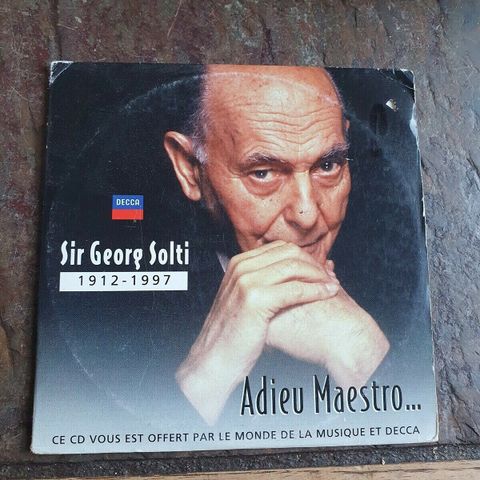 DECCA
Sir Georg Solti
1912-1997
Adieu Maestro...
CE CD VOUS EST OFFERT PAR LE MONDE DE LA MUSIQUE ET DECCA